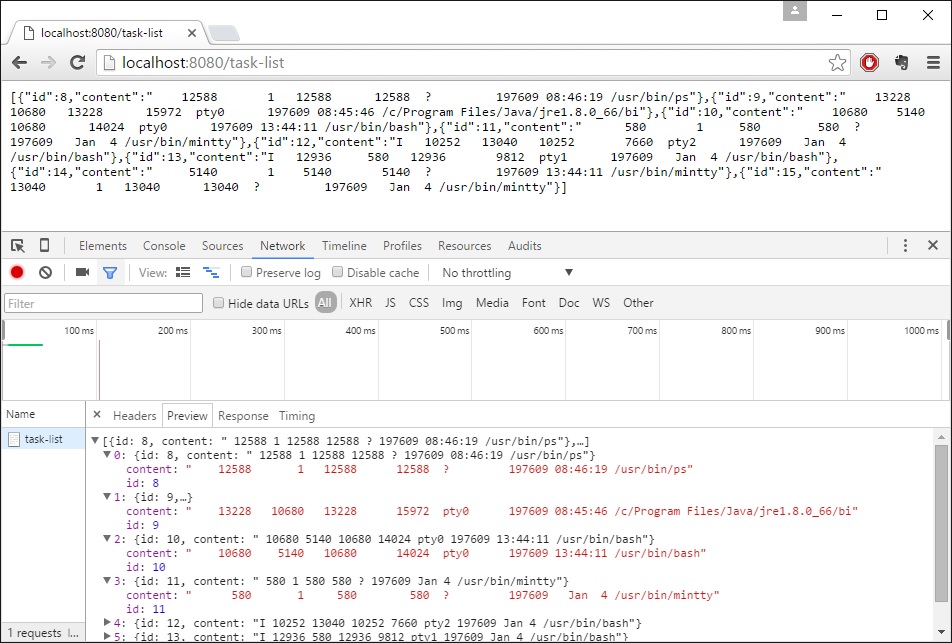 localhost:8080/task-list
localhost:8080/task-list
[{"id":8,"content":"     12588       1   12588      12588  ?         197609 08:46:19 /usr/bin/ps"},{"id":9,"content":"    13228
10680   13228      15972  pty0      197609 08:45:46 /c/Program Files/Java/jre1.8.0_66/bi"},{"id":10,"content":"    10680    5140
10680      14024  pty0      197609 13:44:11 /usr/bin/bash"},{"id":11,"content":"      580       1     580        580  ?
197609   Jan  4 /usr/bin/mintty"},{"id":12,"content":"I   10252   13040   10252       7660  pty2      197609   Jan  4
/usr/bin/bash"},{"id":13,"content":"I   12936     580   12936       9812  pty1      197609   Jan  4 /usr/bin/bash"},
{"id":14,"content":"     5140       1    5140       5140  ?         197609 13:44:11 /usr/bin/mintty"},{"id":15,"content":"
13040       1   13040      13040  ?         197609   Jan  4 /usr/bin/mintty"}]
Elements Console Sources Network Timeline Profiles Resources Audits
View: Preserve log Disable cache No throttling
Filter Hide data URLs All XHR JS CSS Img Media Font Doc WS Other
100 ms 200 ms 300 ms 400 ms 500 ms 600 ms 700 ms 800 ms 900 ms 1000 ms
Name Headers Preview Response Timing
task-list
[{id: 8, content: " 12588 1 12588 12588 ? 197609 08:46:19 /usr/bin/ps"},…]
0: {id: 8, content: " 12588 1 12588 12588 ? 197609 08:46:19 /usr/bin/ps"}
content: "    12588       1   12588      12588  ?         197609 08:46:19 /usr/bin/ps"
id: 8
1: {id: 9,…}
content: "    13228   10680   13228      15972  pty0      197609 08:45:46 /c/Program Files/Java/jre1.8.0_66/bi"
id: 9
2: {id: 10, content: " 10680 5140 10680 14024 pty0 197609 13:44:11 /usr/bin/bash"}
content: "    10680    5140   10680      14024  pty0      197609 13:44:11 /usr/bin/bash"
id: 10
3: {id: 11, content: " 580 1 580 580 ? 197609 Jan 4 /usr/bin/mintty"}
content: "      580       1     580        580  ?         197609   Jan  4 /usr/bin/mintty"
id: 11
4: {id: 12, content: "I 10252 13040 10252 7660 pty2 197609 Jan 4 /usr/bin/bash"}
5: {id: 13, content: "I 12936 580 12936 9812 pty1 197609 Jan 4 /usr/bin/bash"}
1 requests I...